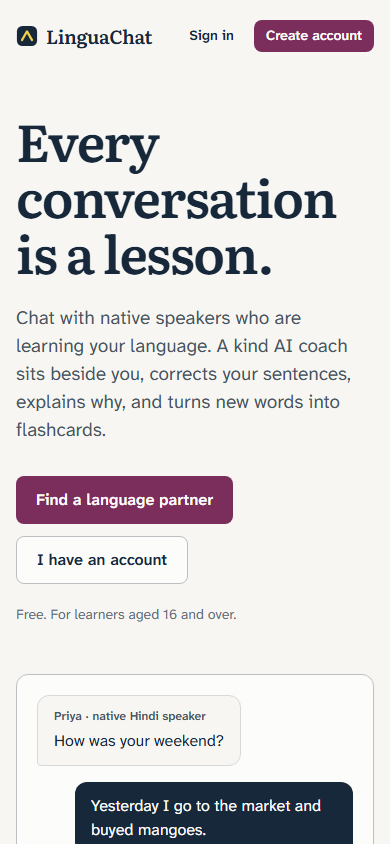 LinguaChat
Sign in
Create account
Every
conversation
is a lesson.
Chat with native speakers who are
learning your language. A kind AI coach
sits beside you, corrects your sentences,
explains why, and turns new words into
flashcards.
Find a language partner
I have an account
Free. For learners aged 16 and over.
Priya · native Hindi speaker
How was your weekend?
Yesterday I go to the market and
buyed mangoes.